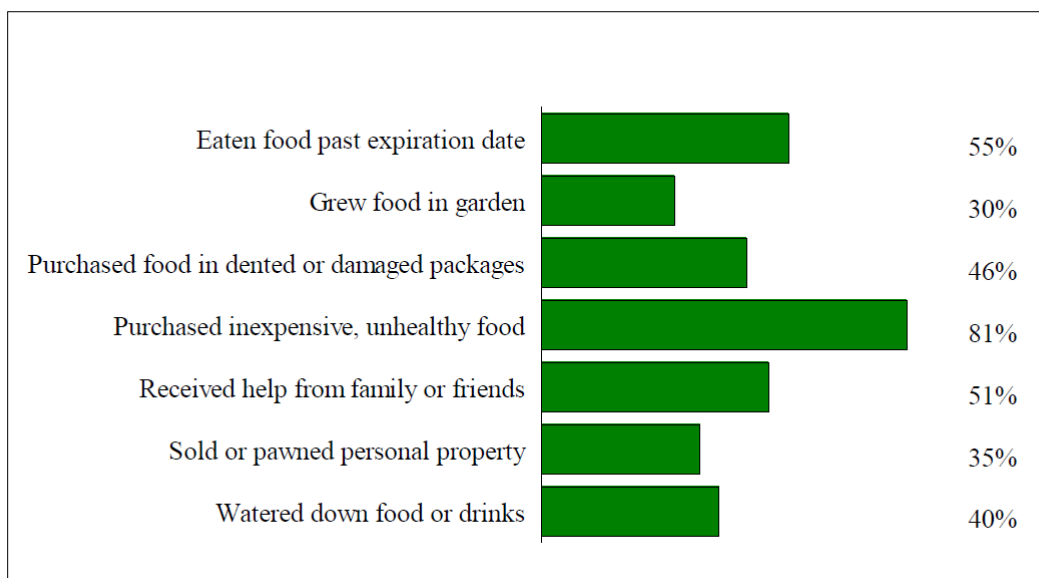 Eaten food past expiration date 55%
Grew food in garden 30%
Purchased food in dented or damaged packages 46%
Purchased inexpensive, unhealthy food 81%
Received help from family or friends 51%
Sold or pawned personal property 35%
Watered down food or drinks 40%